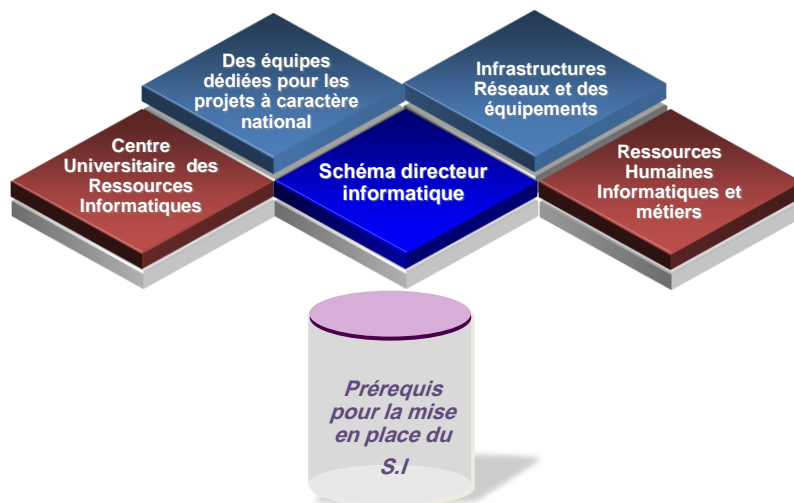 Des équipes
dédiées pour les
projets à caractère
national
Infrastructures
Réseaux et des
équipements
Centre
Universitaire des
Ressources
Informatiques
Schéma directeur
informatique
Ressources
Humaines
Informatiques et
métiers
Prérequis
pour la mise
en place du
S.I